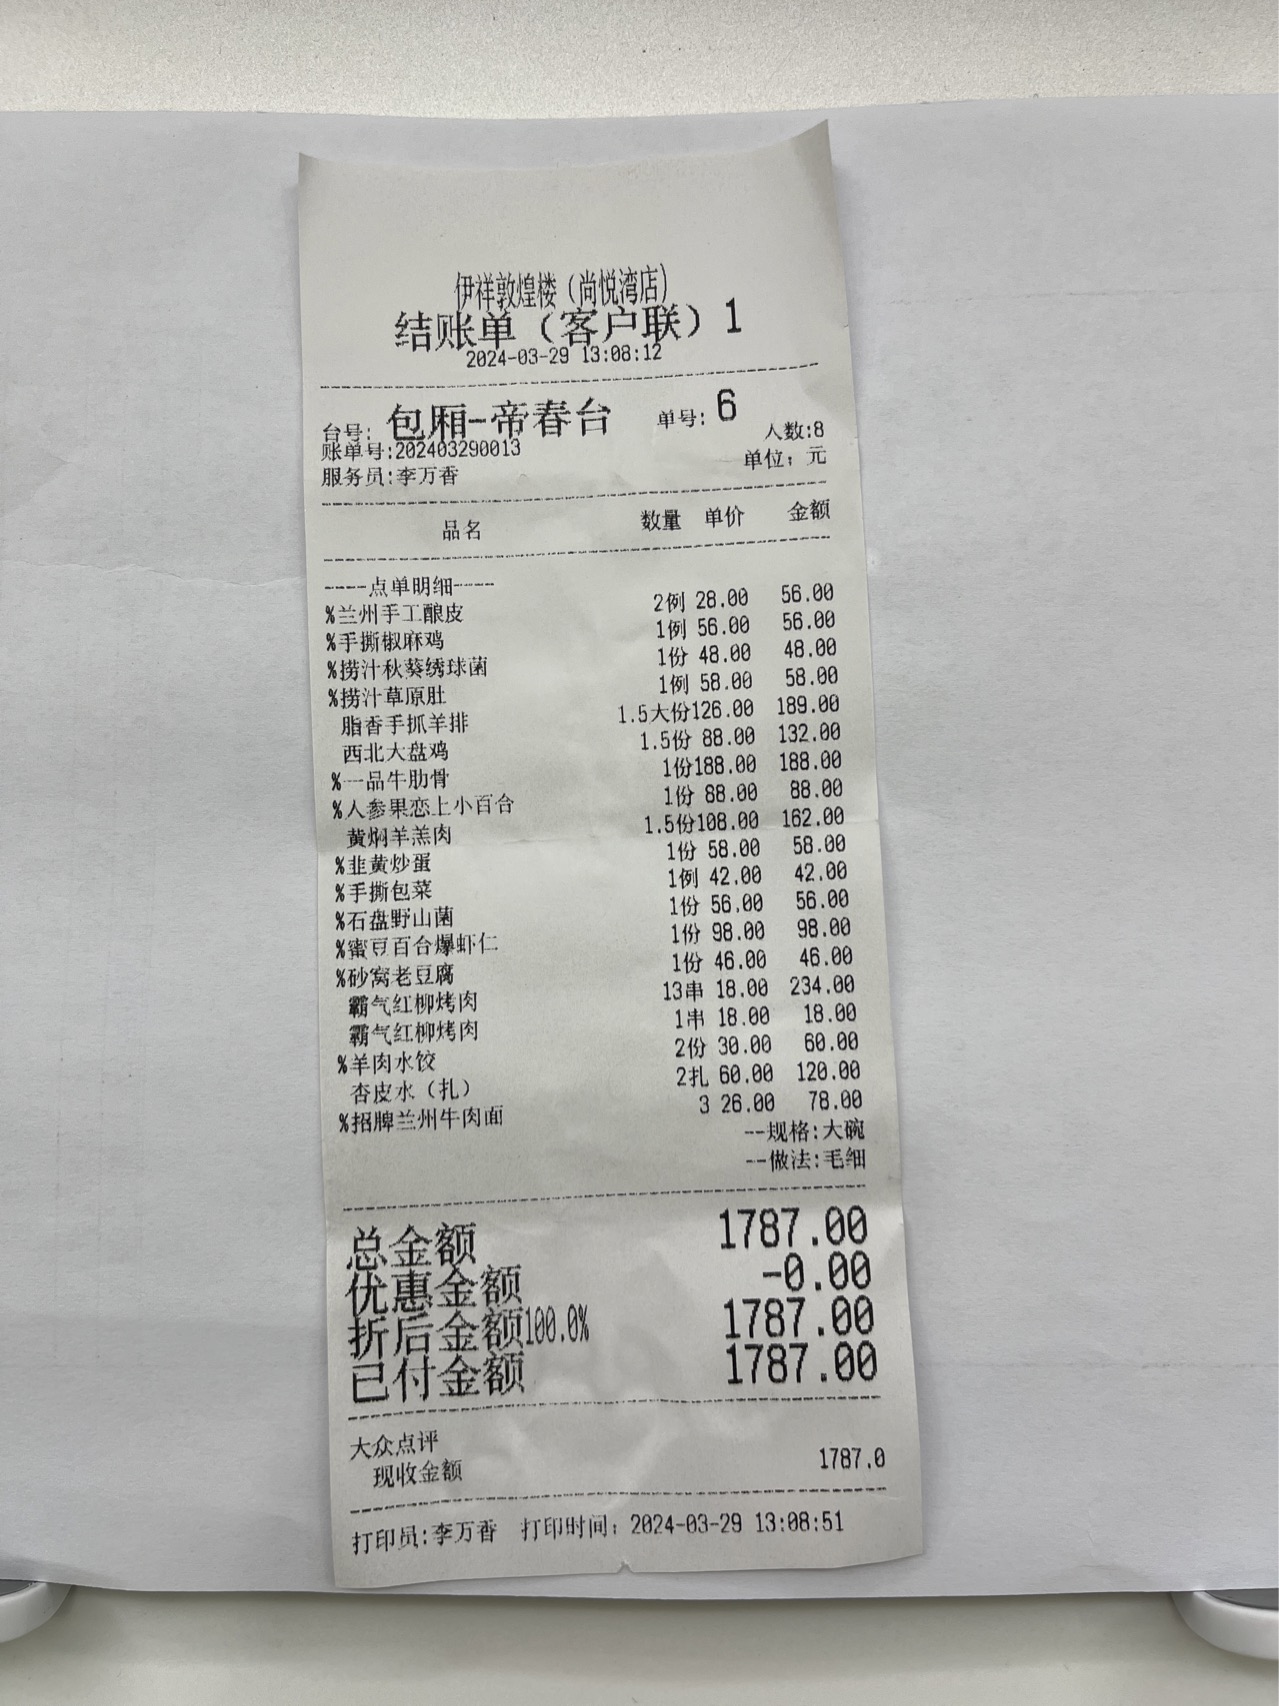 伊祥敦煌楼（尚悦湾店）
结账单（客户联）1
2024-03-29 13:08:12
台号: 包厢-帝春台 单号: 6
账单号:202403290013 人数:8
服务员:李万香 单位：元
品名 数量 单价 金额
----点单明细----
%兰州手工酿皮 2例 28.00 56.00
%手撕椒麻鸡 1例 56.00 56.00
%捞汁秋葵绣球菌 1份 48.00 48.00
%捞汁草原肚 1例 58.00 58.00
脂香手抓羊排 1.5大份126.00 189.00
西北大盘鸡 1.5份 88.00 132.00
%一品牛肋骨 1份188.00 188.00
%人参果恋上小百合 1份 88.00 88.00
黄焖羊羔肉 1.5份108.00 162.00
%韭黄炒蛋 1份 58.00 58.00
%手撕包菜 1例 42.00 42.00
%石盘野山菌 1份 56.00 56.00
%蜜豆百合爆虾仁 1份 98.00 98.00
%砂窝老豆腐 1份 46.00 46.00
霸气红柳烤肉 13串 18.00 234.00
霸气红柳烤肉 1串 18.00 18.00
%羊肉水饺 2份 30.00 60.00
杏皮水（扎） 2扎 60.00 120.00
%招牌兰州牛肉面 3 26.00 78.00
--规格:大碗
--做法:毛细
总金额 1787.00
优惠金额 -0.00
折后金额100.0% 1787.00
已付金额 1787.00
大众点评
现收金额 1787.0
打印员:李万香 打印时间：2024-03-29 13:08:51